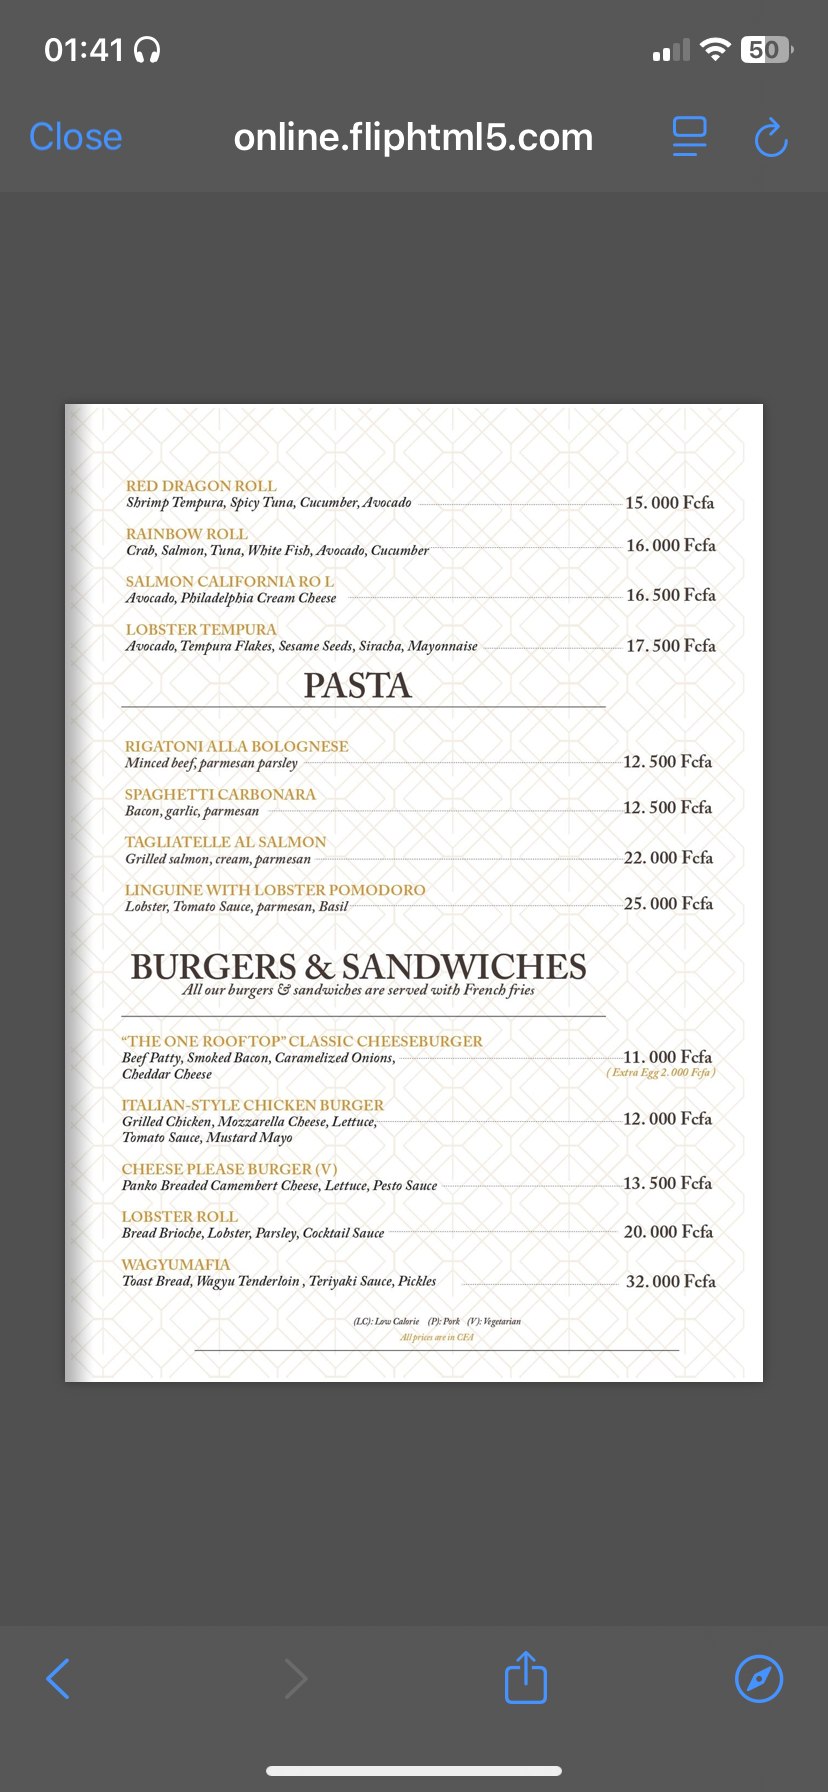 01:41
50
Close
online.fliphtml5.com
RED DRAGON ROLL
Shrimp Tempura, Spicy Tuna, Cucumber, Avocado 15. 000 Fcfa
RAINBOW ROLL
Crab, Salmon, Tuna, White Fish, Avocado, Cucumber 16. 000 Fcfa
SALMON CALIFORNIA RO L
Avocado, Philadelphia Cream Cheese 16. 500 Fcfa
LOBSTER TEMPURA
Avocado, Tempura Flakes, Sesame Seeds, Siracha, Mayonnaise 17. 500 Fcfa
PASTA
RIGATONI ALLA BOLOGNESE
Minced beef, parmesan parsley 12. 500 Fcfa
SPAGHETTI CARBONARA
Bacon, garlic, parmesan 12. 500 Fcfa
TAGLIATELLE AL SALMON
Grilled salmon, cream, parmesan 22. 000 Fcfa
LINGUINE WITH LOBSTER POMODORO
Lobster, Tomato Sauce, parmesan, Basil 25. 000 Fcfa
BURGERS & SANDWICHES
All our burgers & sandwiches are served with French fries
“THE ONE ROOFTOP” CLASSIC CHEESEBURGER
Beef Patty, Smoked Bacon, Caramelized Onions, 11. 000 Fcfa
Cheddar Cheese ( Extra Egg 2. 000 Fcfa )
ITALIAN-STYLE CHICKEN BURGER
Grilled Chicken, Mozzarella Cheese, Lettuce, 12. 000 Fcfa
Tomato Sauce, Mustard Mayo
CHEESE PLEASE BURGER (V)
Panko Breaded Camembert Cheese, Lettuce, Pesto Sauce 13. 500 Fcfa
LOBSTER ROLL
Bread Brioche, Lobster, Parsley, Cocktail Sauce 20. 000 Fcfa
WAGYUMAFIA
Toast Bread, Wagyu Tenderloin , Teriyaki Sauce, Pickles 32. 000 Fcfa
(LC): Low Calorie (P): Pork (V): Vegetarian
All prices are in CFA